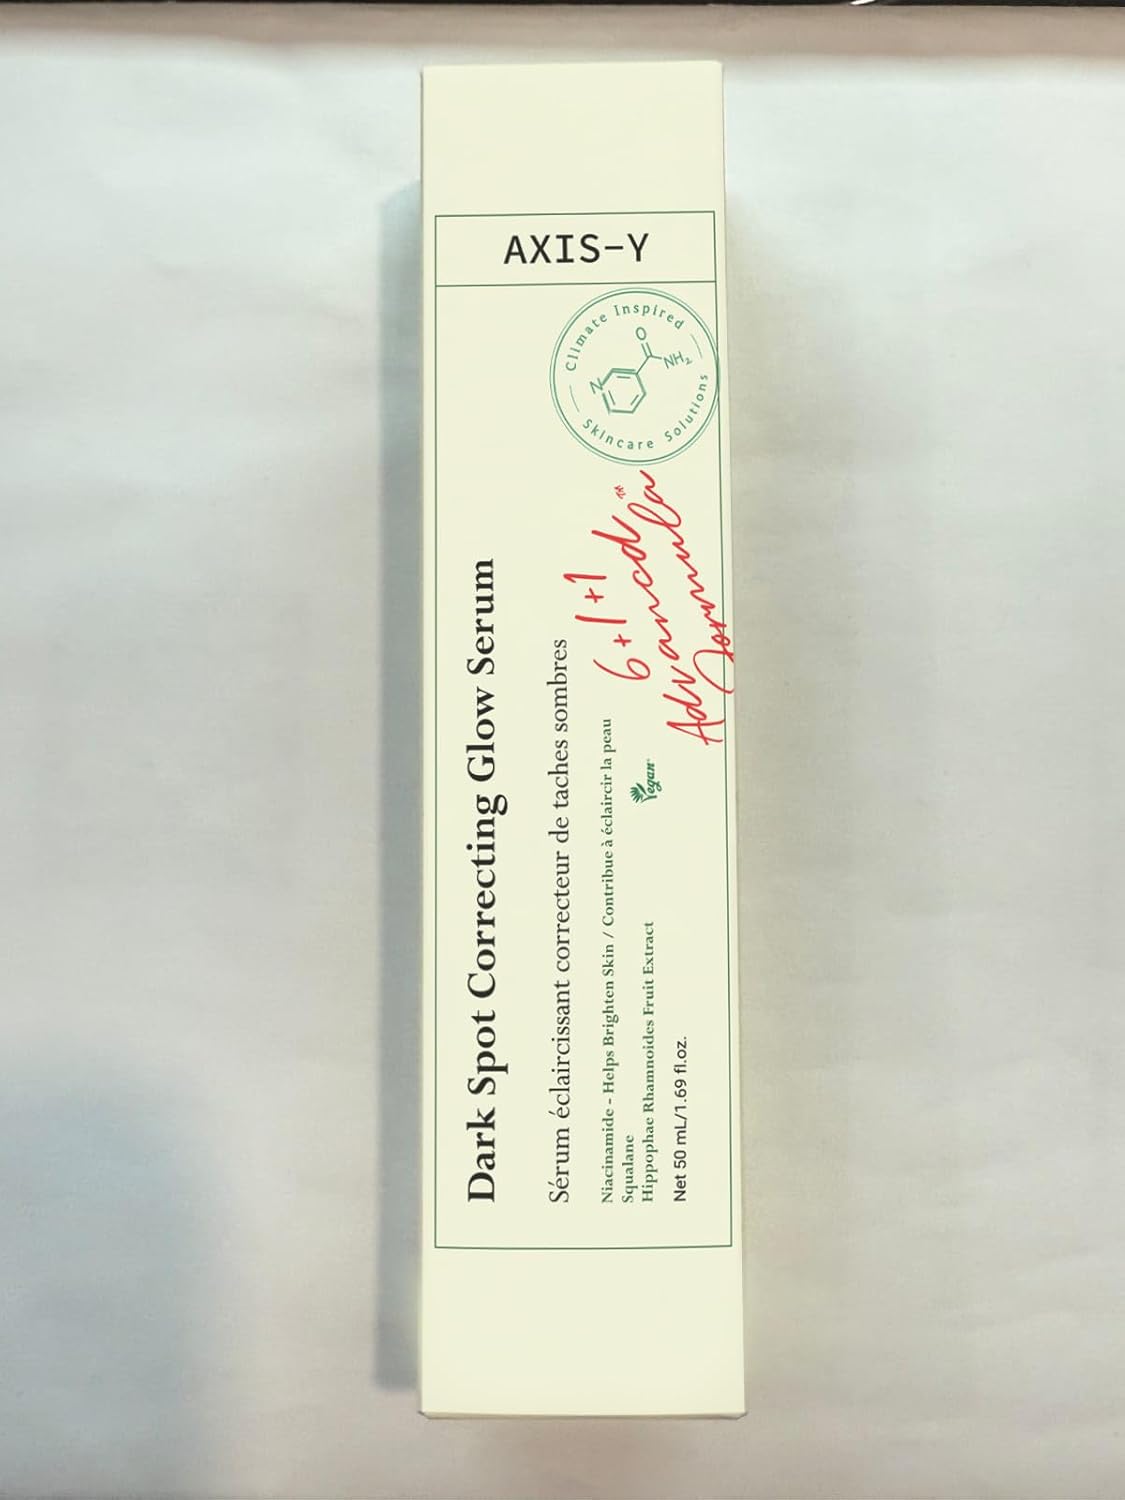 AXIS-Y
Climate Inspired
Skincare Solutions
N
O
NH₂
Dark Spot Correcting Glow Serum
Sérum éclaircissant correcteur de taches sombres
6+1+1
Advancd™
Formula
Niacinamide - Helps Brighten Skin / Contribue à éclaircir la peau
Squalane
Hippophae Rhamnoides Fruit Extract
Vegan
Net 50 mL/1.69 fl.oz.